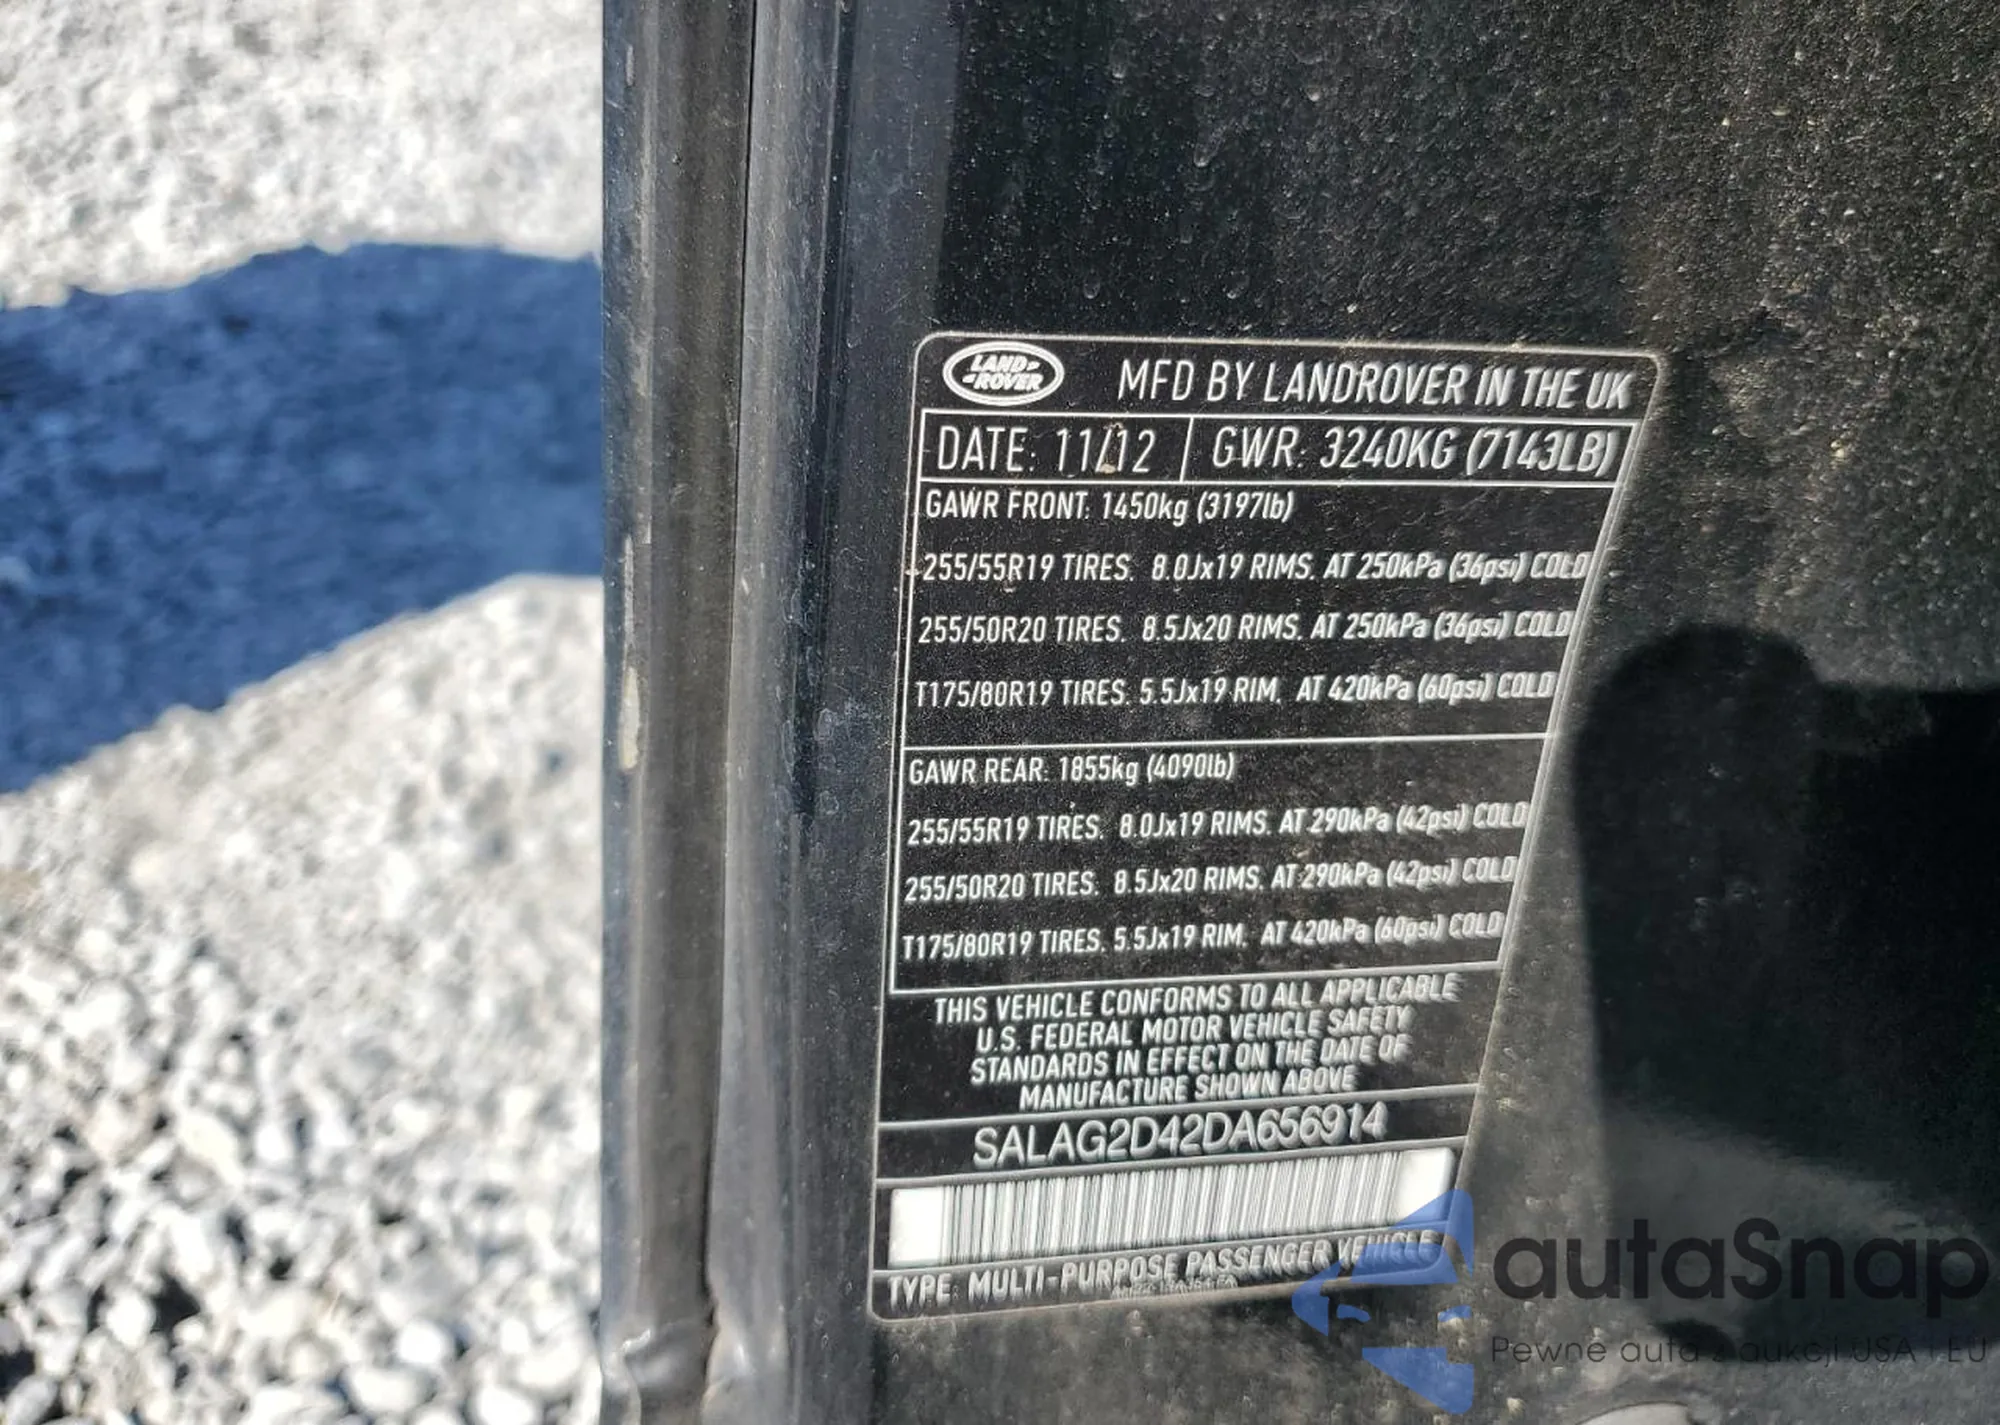 LAND
ROVER
MFD BY LANDROVER IN THE UK
DATE: 11/12 GWR: 3240KG (7143LB)
GAWR FRONT: 1450kg (3197lb)
255/55R19 TIRES. 8.0Jx19 RIMS. AT 250kPa (36psi) COLD
255/50R20 TIRES. 8.5Jx20 RIMS. AT 250kPa (36psi) COLD
T175/80R19 TIRES. 5.5Jx19 RIM. AT 420kPa (60psi) COLD
GAWR REAR: 1855kg (4090lb)
255/55R19 TIRES. 8.0Jx19 RIMS. AT 290kPa (42psi) COLD
255/50R20 TIRES. 8.5Jx20 RIMS. AT 290kPa (42psi) COLD
T175/80R19 TIRES. 5.5Jx19 RIM. AT 420kPa (60psi) COLD
THIS VEHICLE CONFORMS TO ALL APPLICABLE
U.S. FEDERAL MOTOR VEHICLE SAFETY
STANDARDS IN EFFECT ON THE DATE OF
MANUFACTURE SHOWN ABOVE
SALAG2D42DA656914
TYPE: MULTI-PURPOSE PASSENGER VEHICLE
autaSnap
Pewne auta z aukcji USA i EU